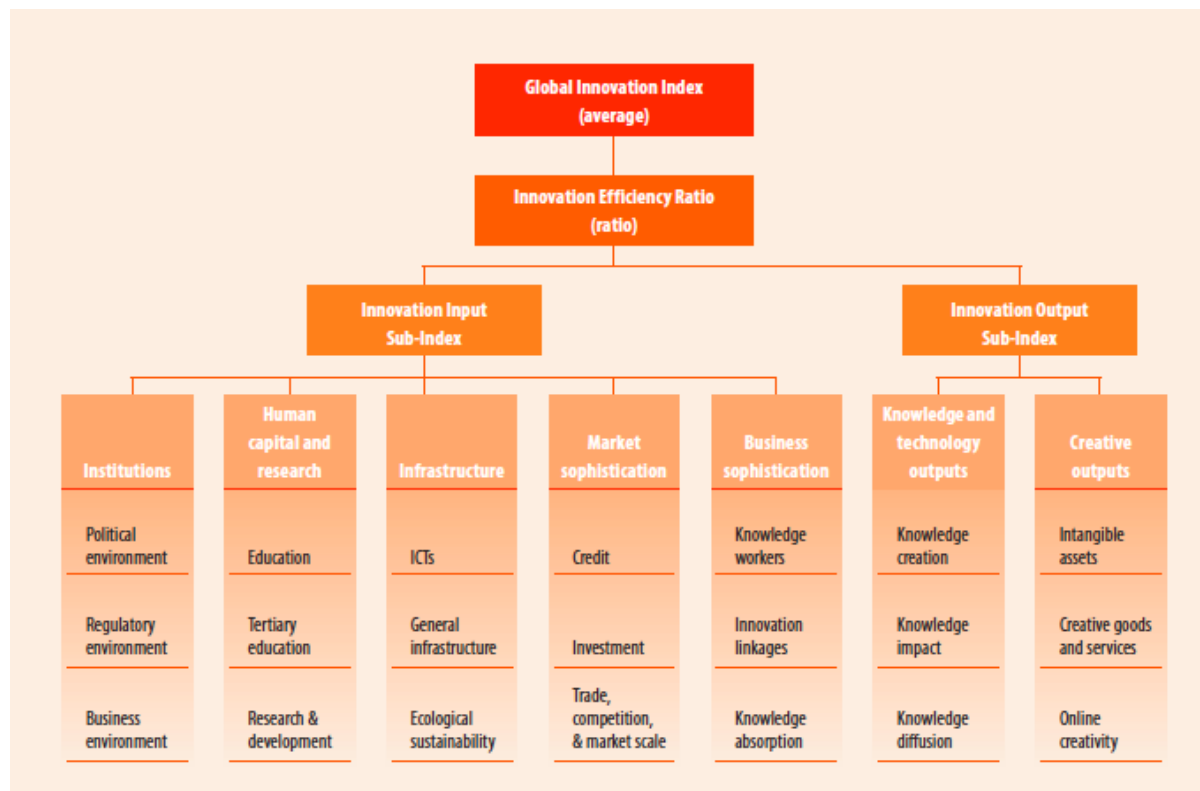 Global Innovation Index
(average)
Innovation Efficiency Ratio
(ratio)
Innovation Input
Sub-Index
Innovation Output
Sub-Index
Institutions
Human
capital and
research
Infrastructure
Market
sophistication
Business
sophistication
Knowledge and
technology
outputs
Creative
outputs
Political
environment
Education
ICTs
Credit
Knowledge
workers
Knowledge
creation
Intangible
assets
Regulatory
environment
Tertiary
education
General
infrastructure
Investment
Innovation
linkages
Knowledge
impact
Creative goods
and services
Business
environment
Research &
development
Ecological
sustainability
Trade,
competition,
& market scale
Knowledge
absorption
Knowledge
diffusion
Online
creativity